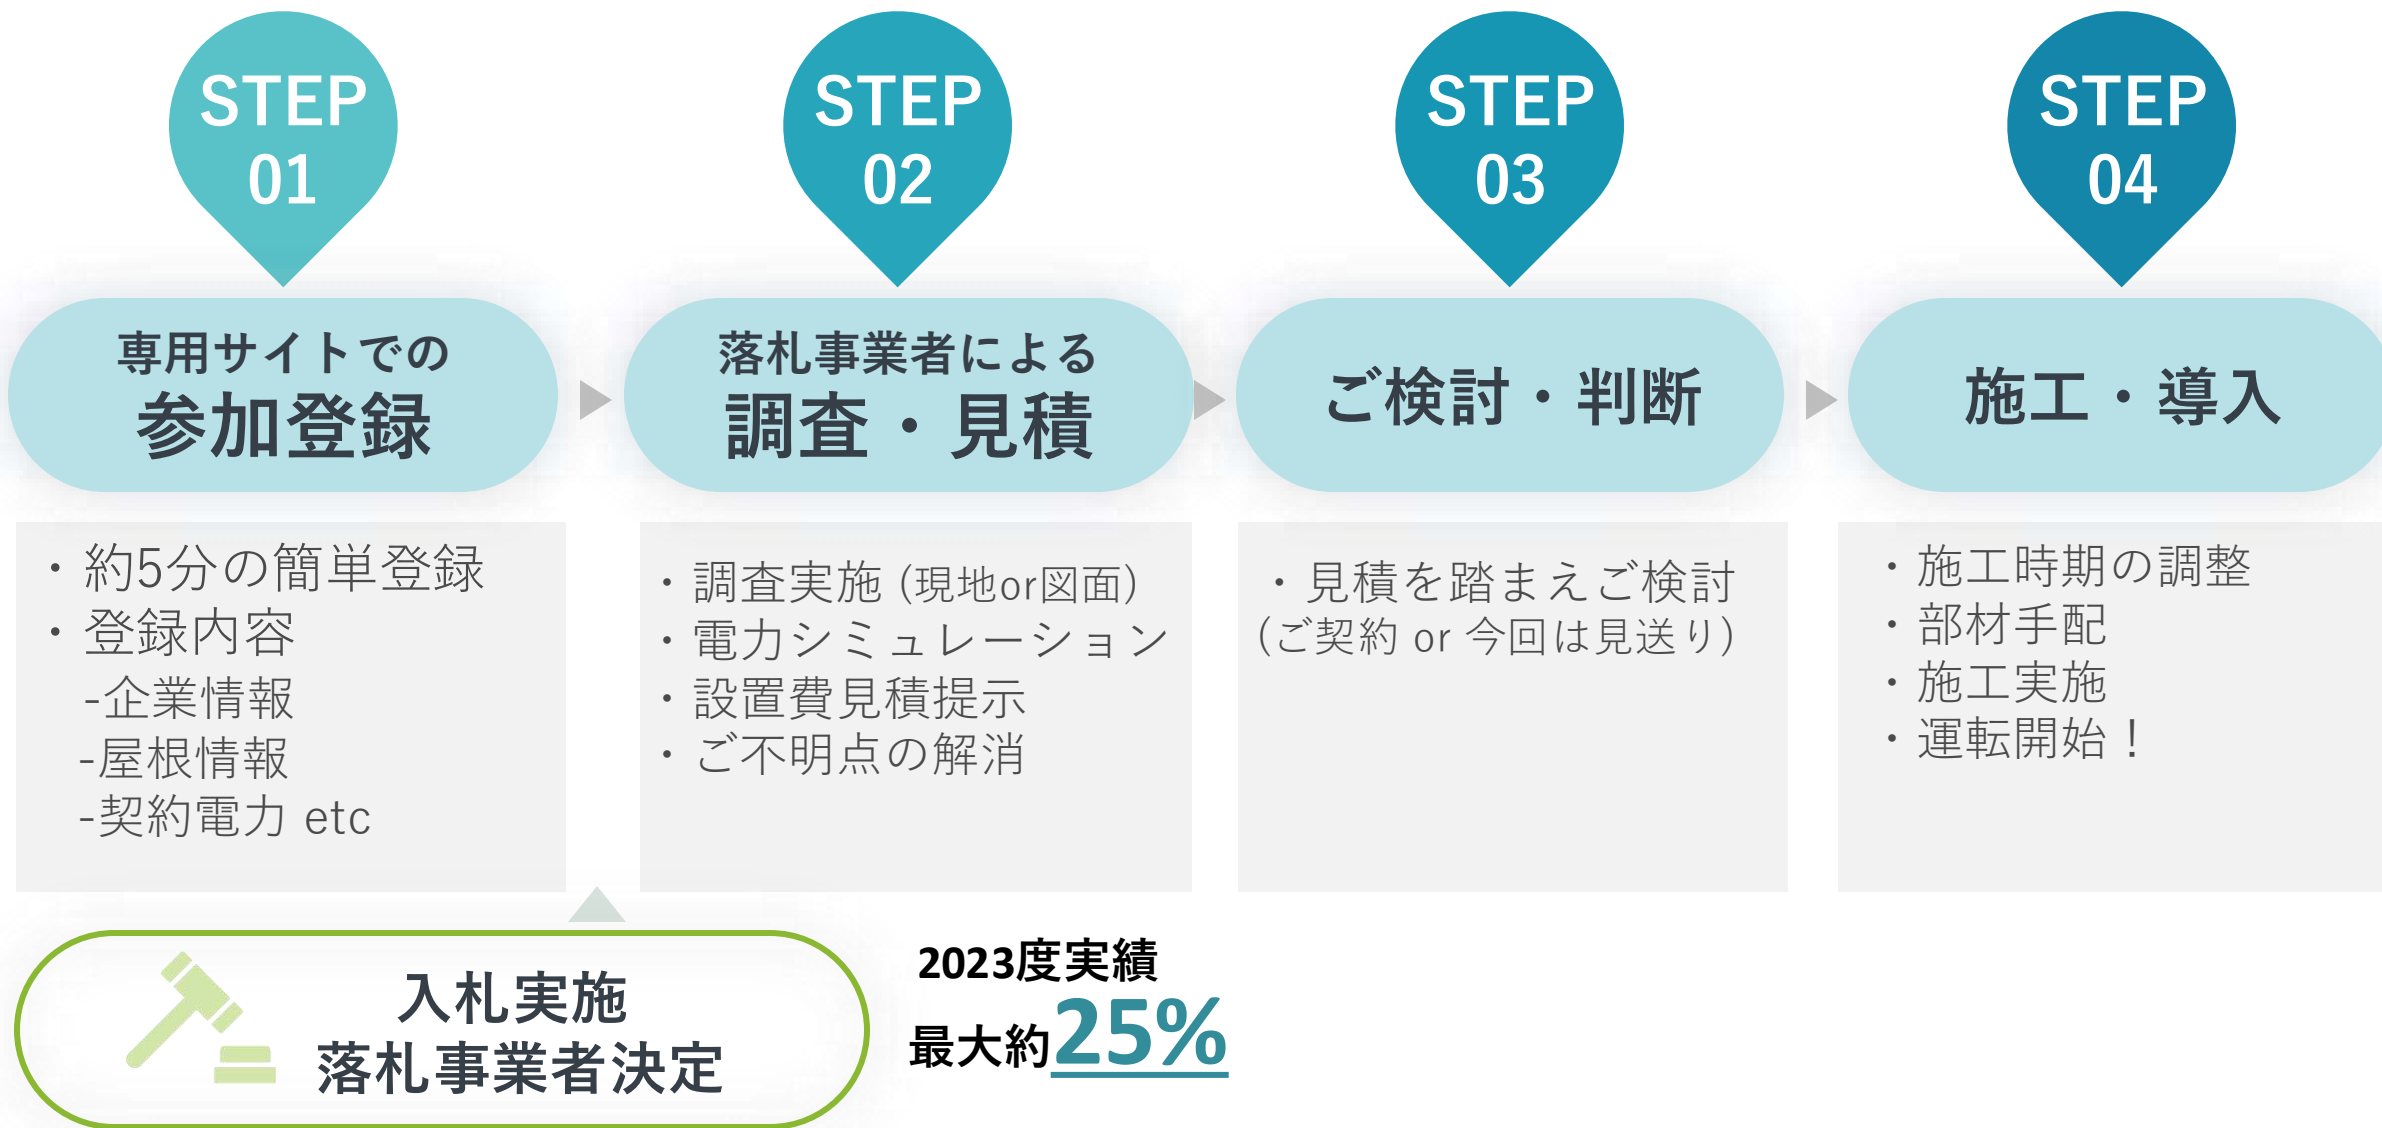 STEP
01
専用サイトでの
参加登録
・約5分の簡単登録
・登録内容
-企業情報
-屋根情報
-契約電力 etc
STEP
02
落札事業者による
調査・見積
・調査実施 (現地or図面)
・電力シミュレーション
・設置費見積提示
・ご不明点の解消
STEP
03
ご検討・判断
・見積を踏まえご検討
(ご契約 or 今回は見送り)
STEP
04
施工・導入
・施工時期の調整
・部材手配
・施工実施
・運転開始！
入札実施
落札事業者決定
2023度実績
最大約25%